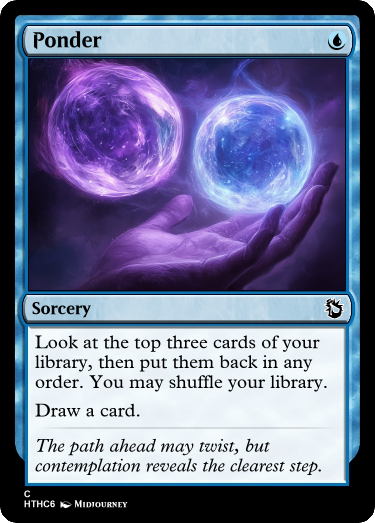 Ponder
Sorcery
Look at the top three cards of your
library, then put them back in any
order. You may shuffle your library.
Draw a card.
The path ahead may twist, but
contemplation reveals the clearest step.
C
HTHC6 Midjourney